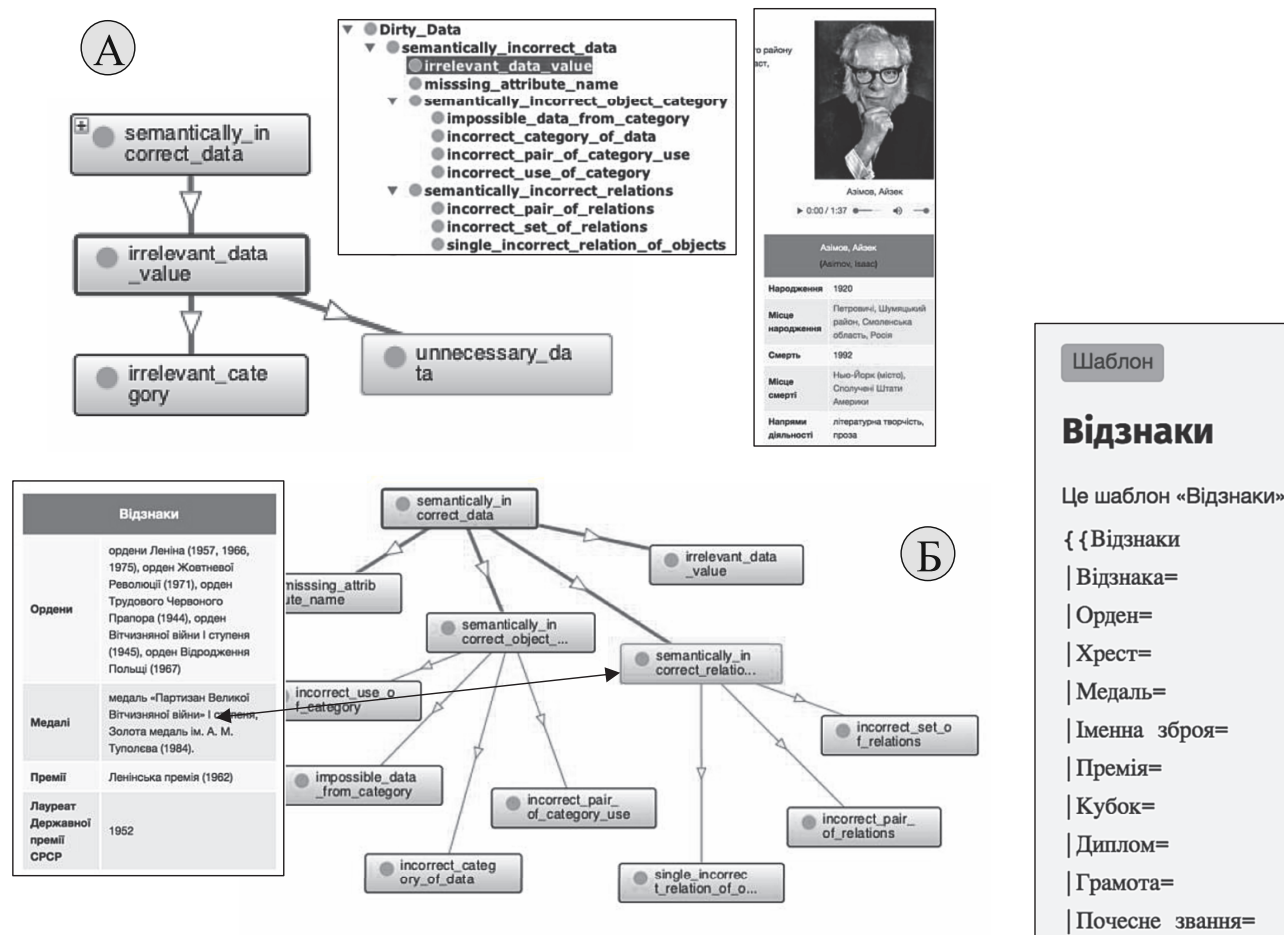 А
semantically_in
correct_data
irrelevant_data
_value
irrelevant_cate
gory
unnecessary_da
ta
Dirty_Data
semantically_incorrect_data
irrelevant_data_value
misssing_attribute_name
semantically_incorrect_object_category
impossible_data_from_category
incorrect_category_of_data
incorrect_pair_of_category_use
incorrect_use_of_category
semantically_incorrect_relations
incorrect_pair_of_relations
incorrect_set_of_relations
single_incorrect_relation_of_objects
го району
аст,
Азімов, Айзек
0:00 / 1:37
Азімов, Айзек
(Asimov, Isaac)
Народження 1920
Місце народження
Петровичі, Шумяцький
район, Смоленська
область, Росія
Смерть 1992
Місце смерті
Нью-Йорк (місто),
Сполучені Штати
Америки
Напрями діяльності
літературна творчість,
проза
Відзнаки
Ордени
ордени Леніна (1957, 1966,
1975), орден Жовтневої
Революції (1971), орден
Трудового Червоного
Прапора (1944), орден
Вітчизняної війни I ступеня
(1945), орден Відродження
Польщі (1967)
Медалі
медаль «Партизан Великої
Вітчизняної війни» I ступеня,
Золота медаль ім. А. М.
Туполєва (1984).
Премії Ленінська премія (1962)
Лауреат
Державної
премії
СРСР
1952
Б
semantically_in
correct_data
misssing_attrib
ute_name
irrelevant_data
_value
semantically_in
correct_object_...
semantically_in
correct_relatio...
incorrect_use_o
f_category
incorrect_set_o
f_relations
impossible_data
_from_category
incorrect_pair_
of_category_use
incorrect_pair_
of_relations
incorrect_categ
ory_of_data
single_incorrec
t_relation_of_o...
Шаблон
Відзнаки
Це шаблон «Відзнаки»
{{Відзнаки
|Відзнака=
|Орден=
|Хрест=
|Медаль=
|Іменна зброя=
|Премія=
|Кубок=
|Диплом=
|Грамота=
|Почесне звання=